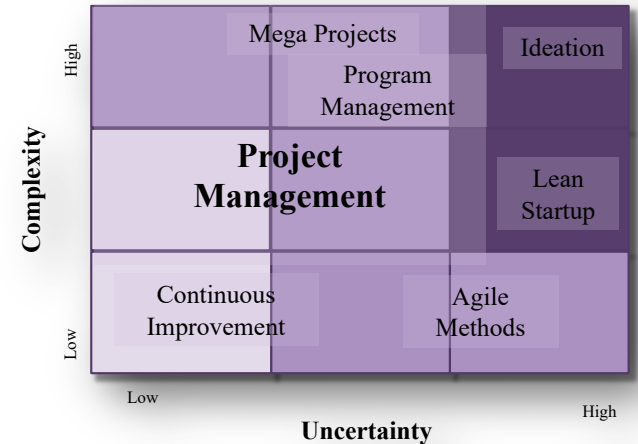 High
Mega Projects
Ideation
Program
Management
Complexity
Project
Management
Lean
Startup
Low
Continuous
Improvement
Agile
Methods
Low
High
Uncertainty